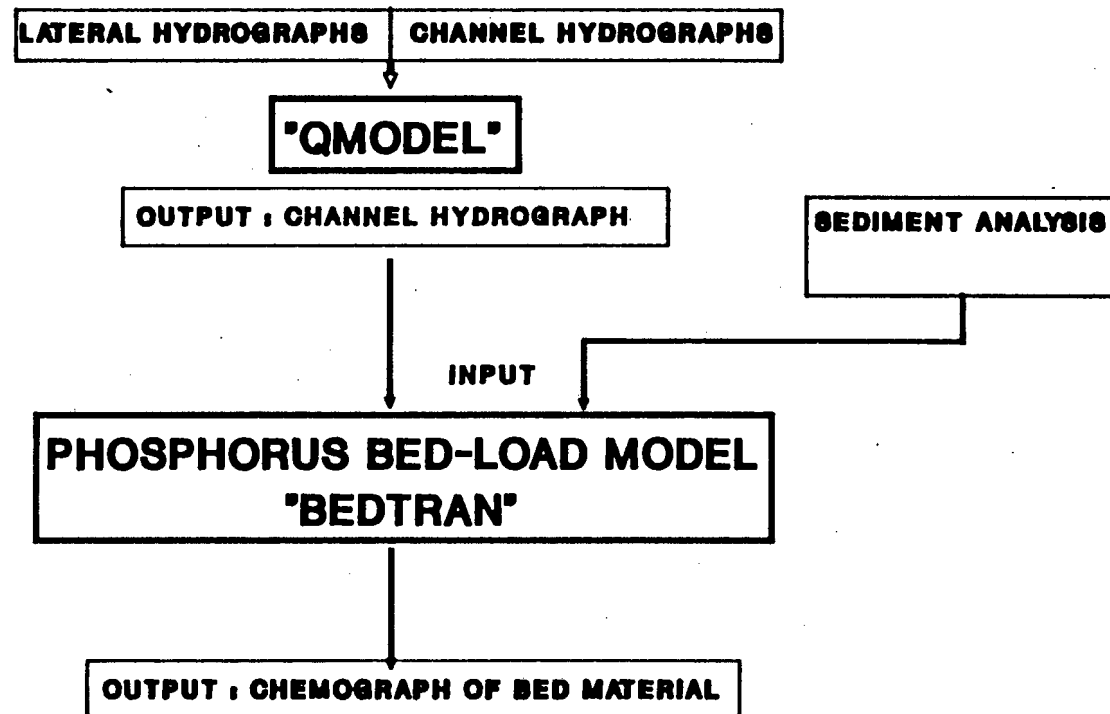 LATERAL HYDROGRAPHS CHANNEL HYDROGRAPHS
"QMODEL"
OUTPUT : CHANNEL HYDROGRAPH
SEDIMENT ANALYSIS
INPUT
PHOSPHORUS BED-LOAD MODEL
"BEDTRAN"
OUTPUT : CHEMOGRAPH OF BED MATERIAL